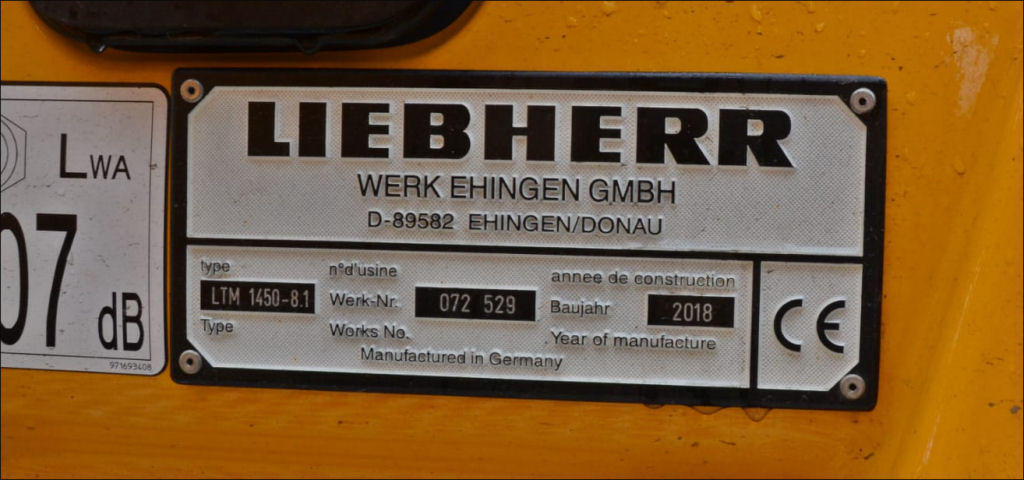 LWA
07
dB
971693408
LIEBHERR
WERK EHINGEN GMBH
D-89582 EHINGEN/DONAU
type
LTM 1450-8.1
Type
n°d'usine
Werk-Nr. 072 529
Works No.
annee de construction
Baujahr 2018
Year of manufacture
Manufactured in Germany
CE